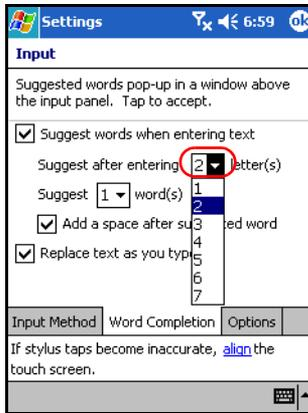 Settings 6:59 ok
Input
Suggested words pop-up in a window above
the input panel. Tap to accept.
Suggest words when entering text
Suggest after entering 2 letter(s)
1
Suggest 1 word(s)
2
3
Add a space after su ted word
4
Replace text as you typ
5
6
7
Input Method Word Completion Options
If stylus taps become inaccurate, align the
touch screen.